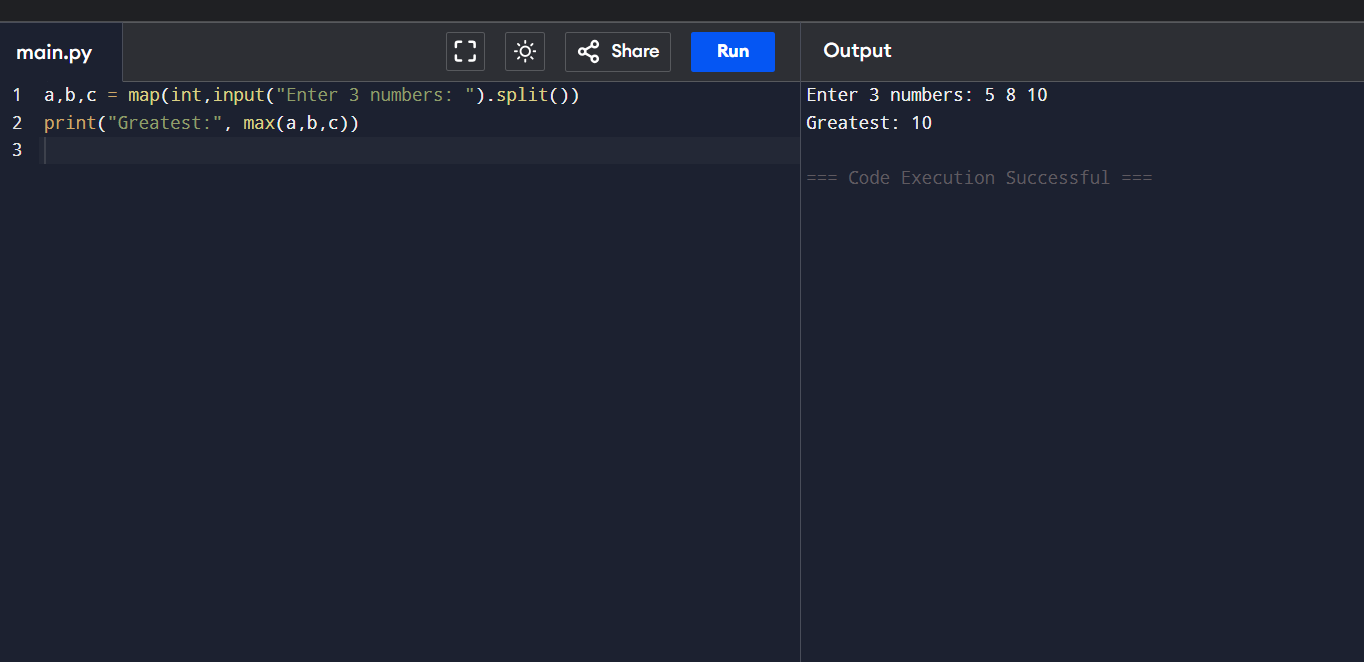 main.py
Share
Run
Output
1 a,b,c = map(int,input("Enter 3 numbers: ").split())
2 print("Greatest:", max(a,b,c))
3
Enter 3 numbers: 5 8 10
Greatest: 10
=== Code Execution Successful ===